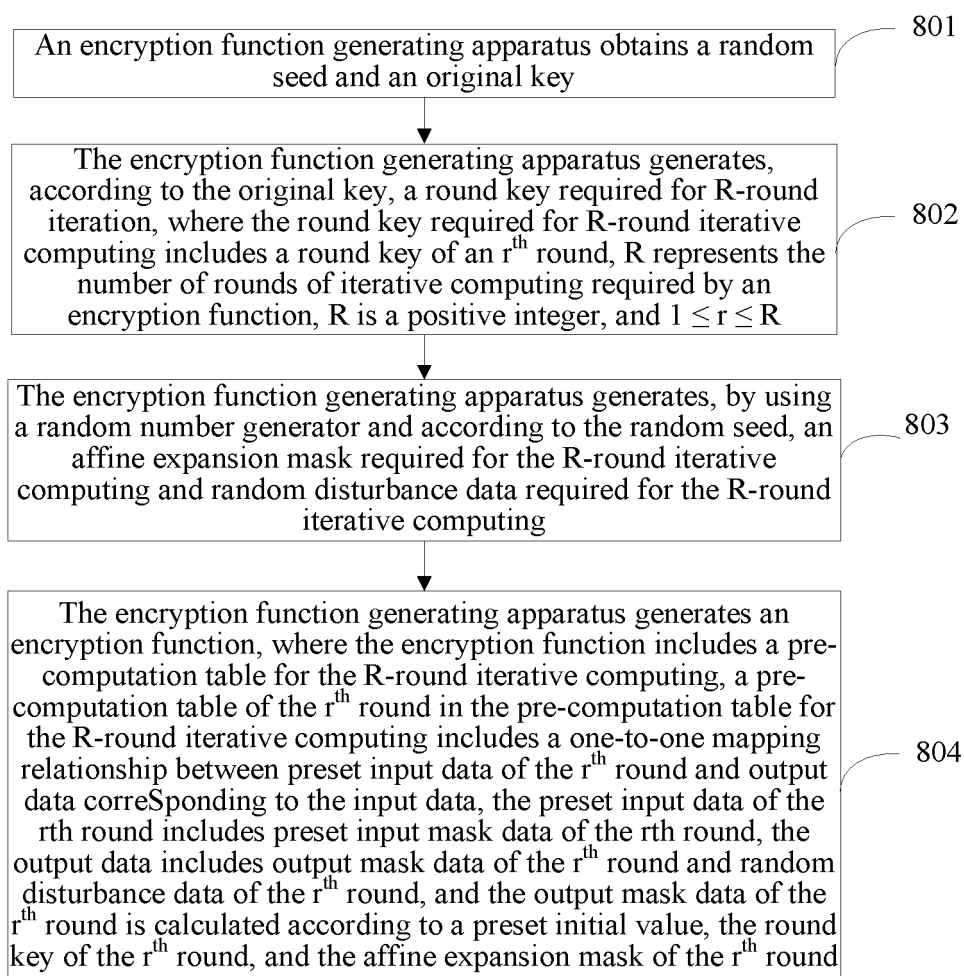 An encryption function generating apparatus obtains a random
seed and an original key
801
The encryption function generating apparatus generates,
according to the original key, a round key required for R-round
iteration, where the round key required for R-round iterative
computing includes a round key of an rth round, R represents the
number of rounds of iterative computing required by an
encryption function, R is a positive integer, and 1 ≤ r ≤ R
802
The encryption function generating apparatus generates, by using
a random number generator and according to the random seed, an
affine expansion mask required for the R-round iterative
computing and random disturbance data required for the R-round
iterative computing
803
The encryption function generating apparatus generates an
encryption function, where the encryption function includes a pre-
computation table for the R-round iterative computing, a pre-
computation table of the rth round in the pre-computation table for
the R-round iterative computing includes a one-to-one mapping
relationship between preset input data of the rth round and output
data correSponding to the input data, the preset input data of the
rth round includes preset input mask data of the rth round, the
output data includes output mask data of the rth round and random
disturbance data of the rth round, and the output mask data of the
rth round is calculated according to a preset initial value, the round
key of the rth round, and the affine expansion mask of the rth round
804